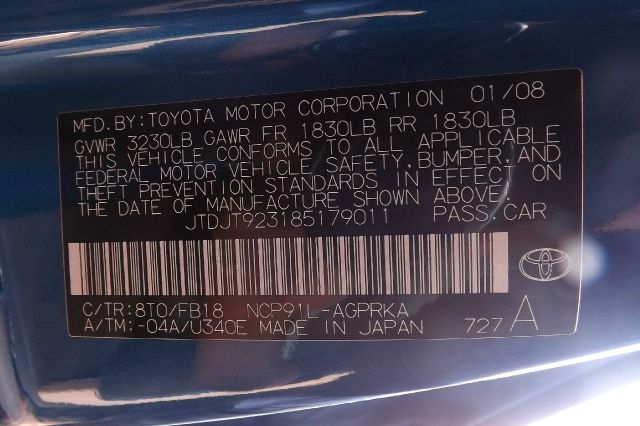 MFD.BY:TOYOTA MOTOR CORPORATION 01/08
GVWR 3230LB GAWR FR 1830LB RR 1830LB
THIS VEHICLE CONFORMS TO ALL APPLICABLE
FEDERAL MOTOR VEHICLE SAFETY,BUMPER,AND
THEFT PREVENTION STANDARDS IN EFFECT ON
THE DATE OF MANUFACTURE SHOWN ABOVE.
JTDJT923185179011 PASS.CAR
C/TR:8T0/FB18 NCP91L-AGPRKA
A/TM:-04A/U340E MADE IN JAPAN 727 A